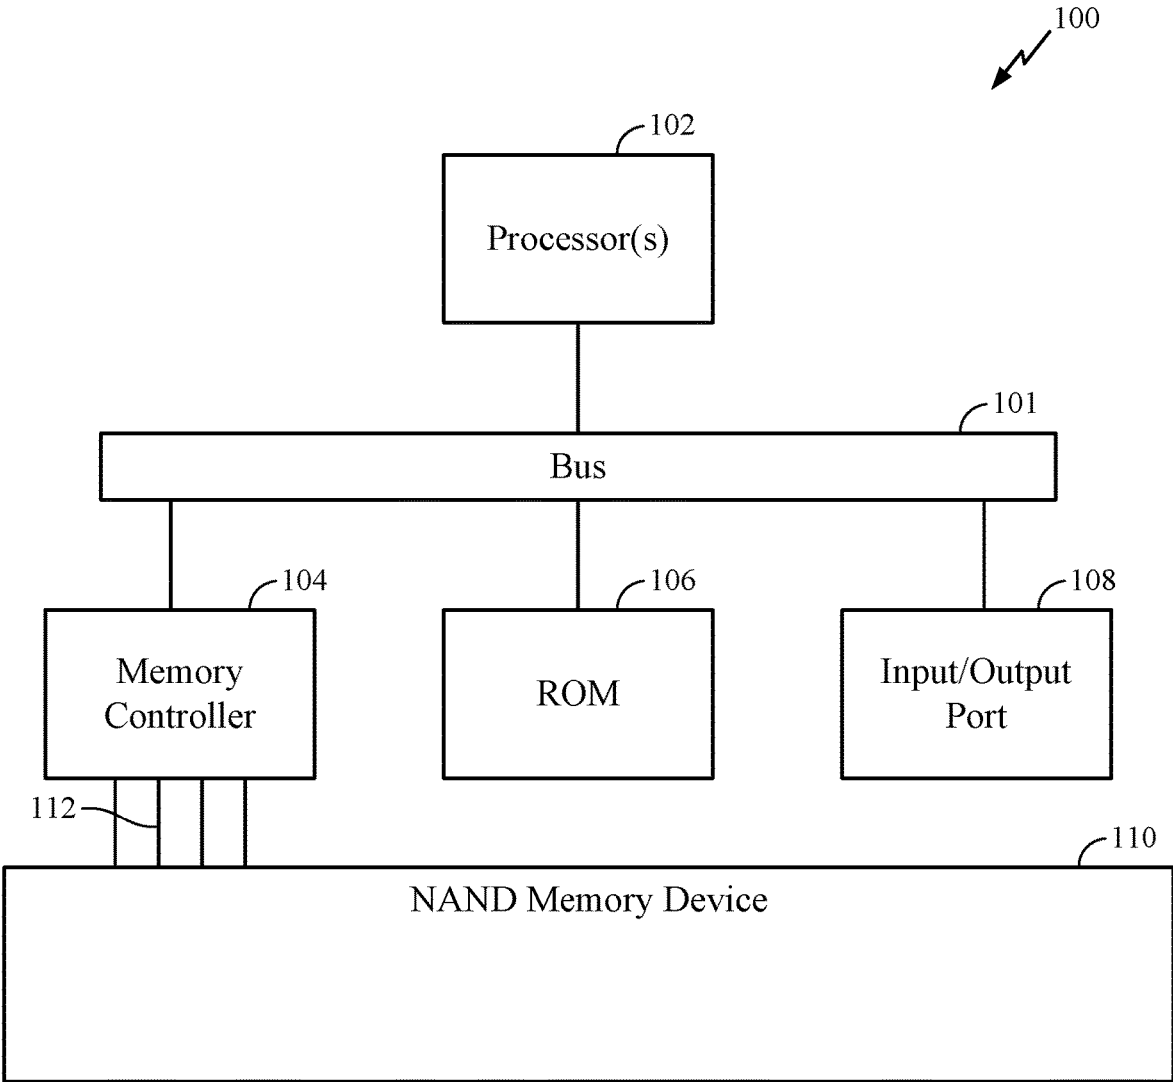 100
102
Processor(s)
101
Bus
104
106
108
Memory
Controller
ROM
Input/Output
Port
112
110
NAND Memory Device